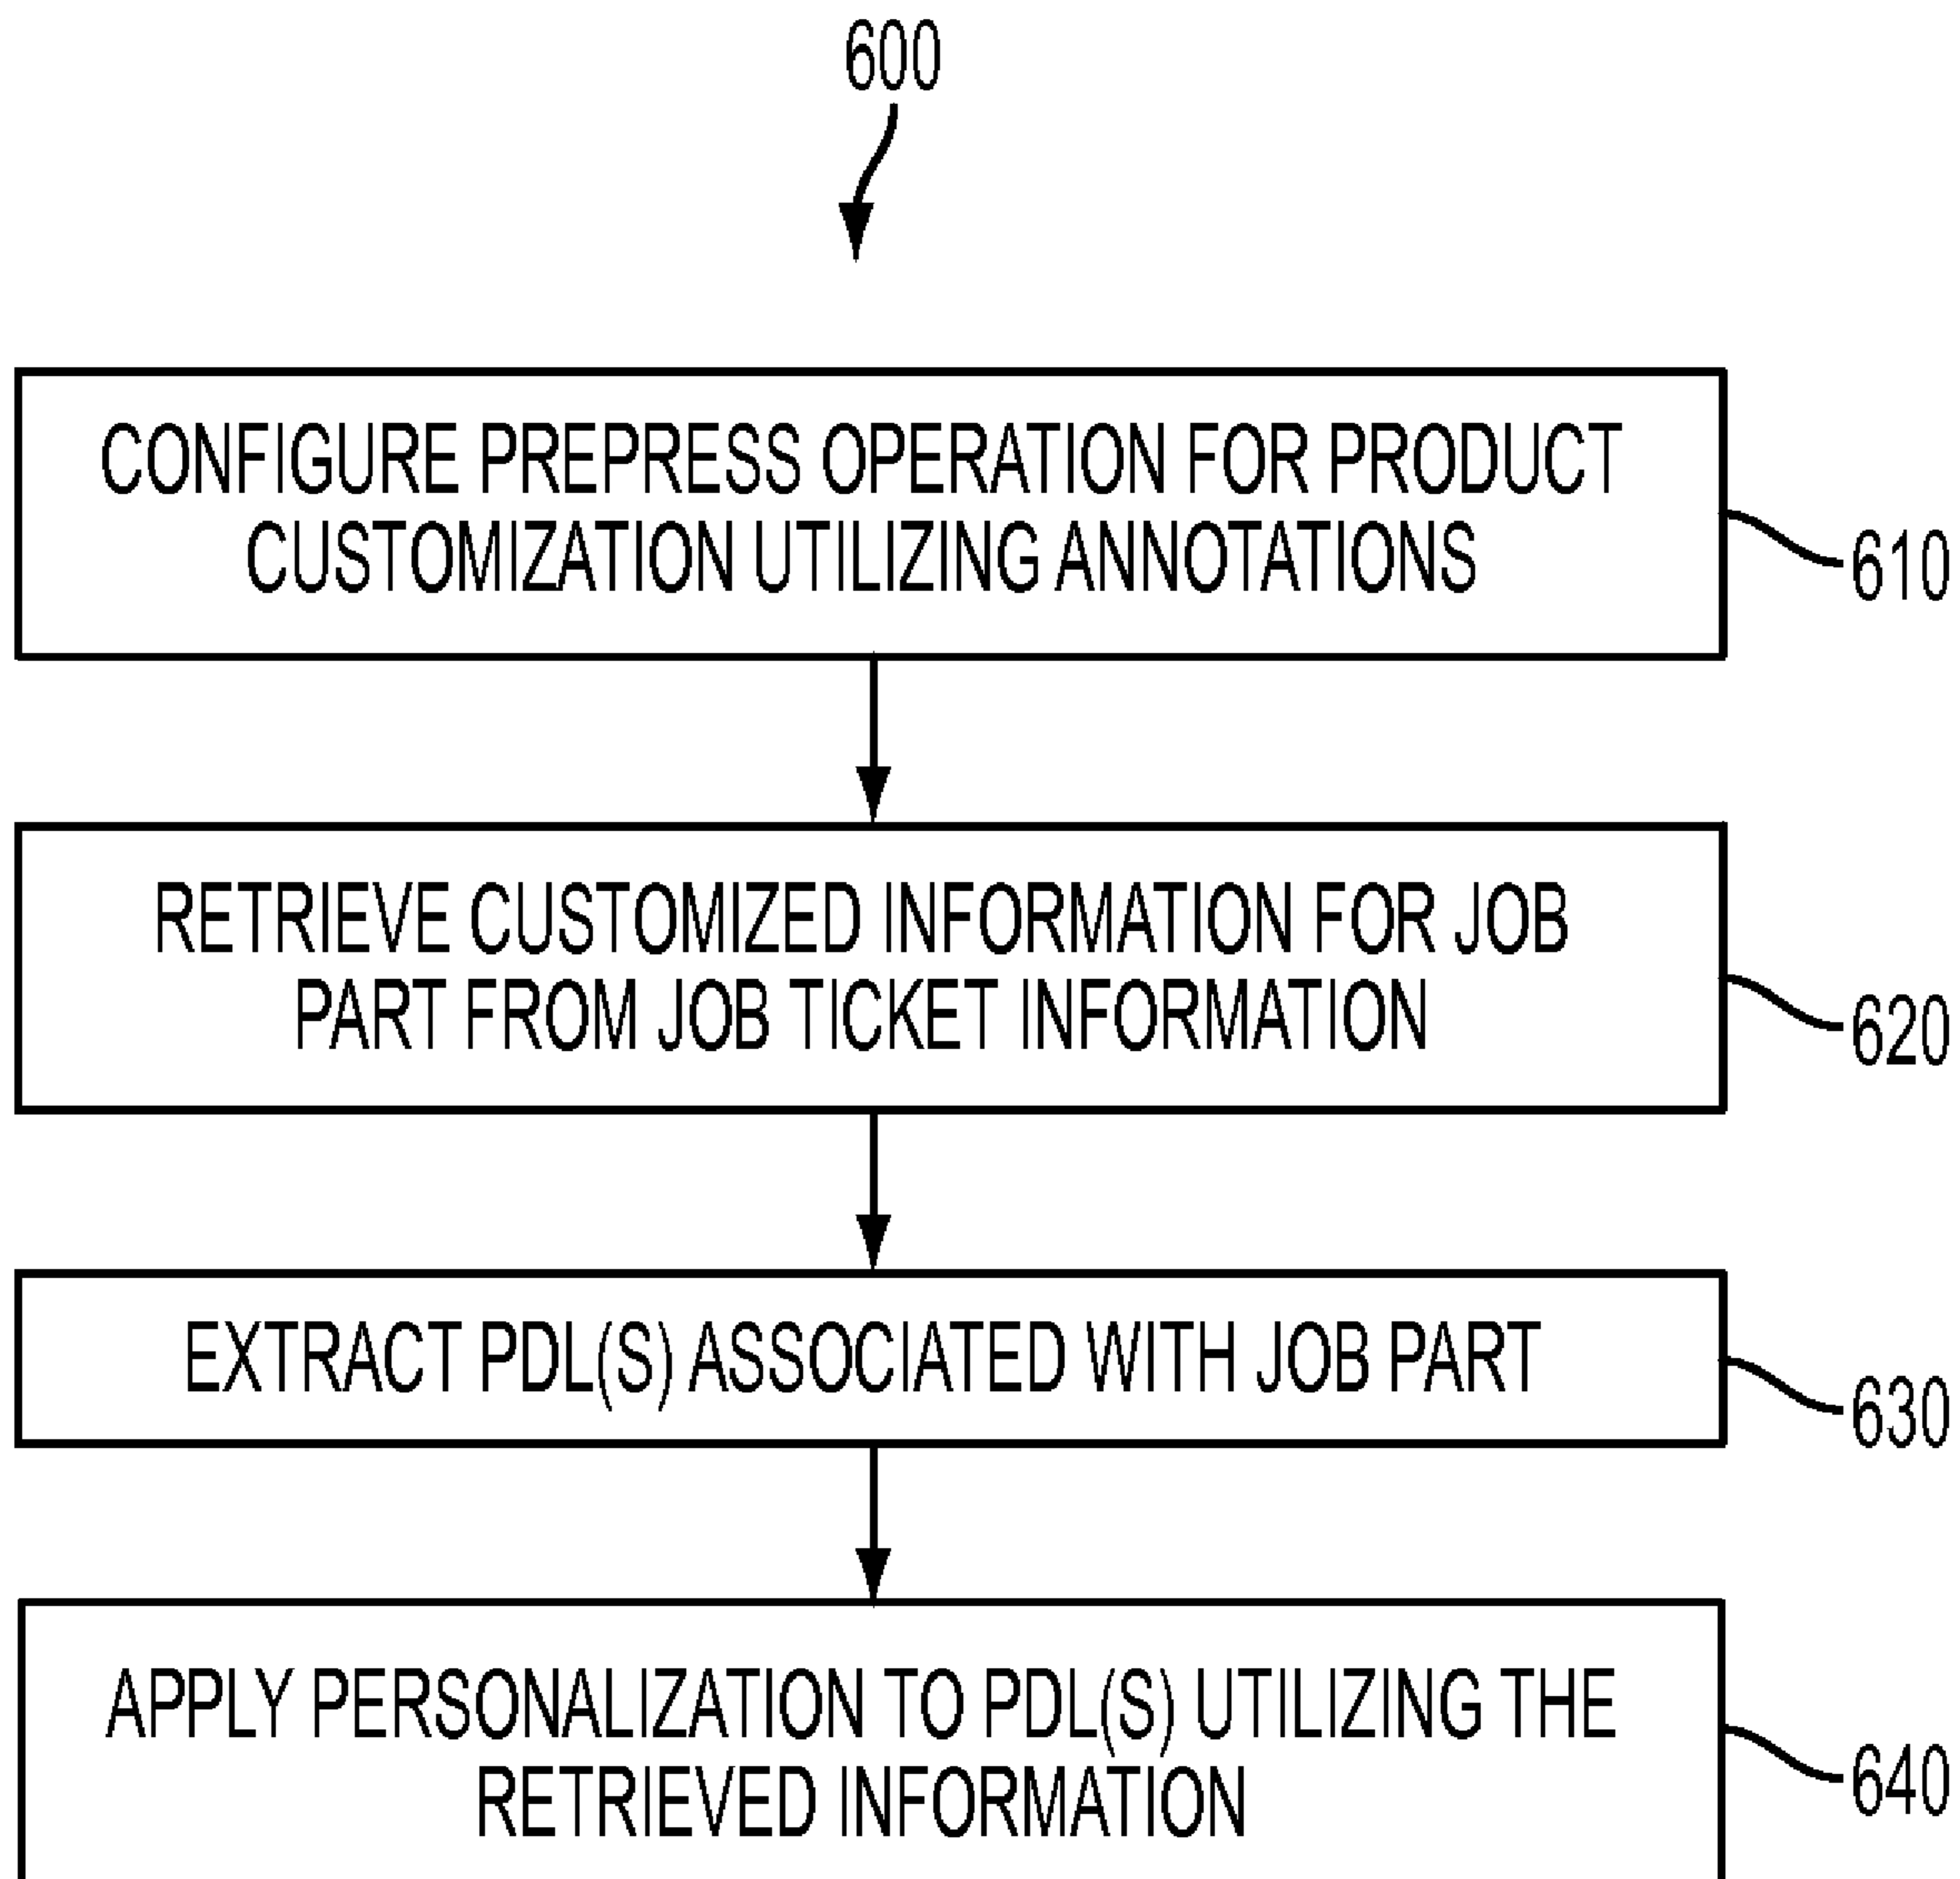 600
CONFIGURE PREPRESS OPERATION FOR PRODUCT
CUSTOMIZATION UTILIZING ANNOTATIONS
610
RETRIEVE CUSTOMIZED INFORMATION FOR JOB
PART FROM JOB TICKET INFORMATION
620
EXTRACT PDL(S) ASSOCIATED WITH JOB PART
630
APPLY PERSONALIZATION TO PDL(S) UTILIZING THE
RETRIEVED INFORMATION
640